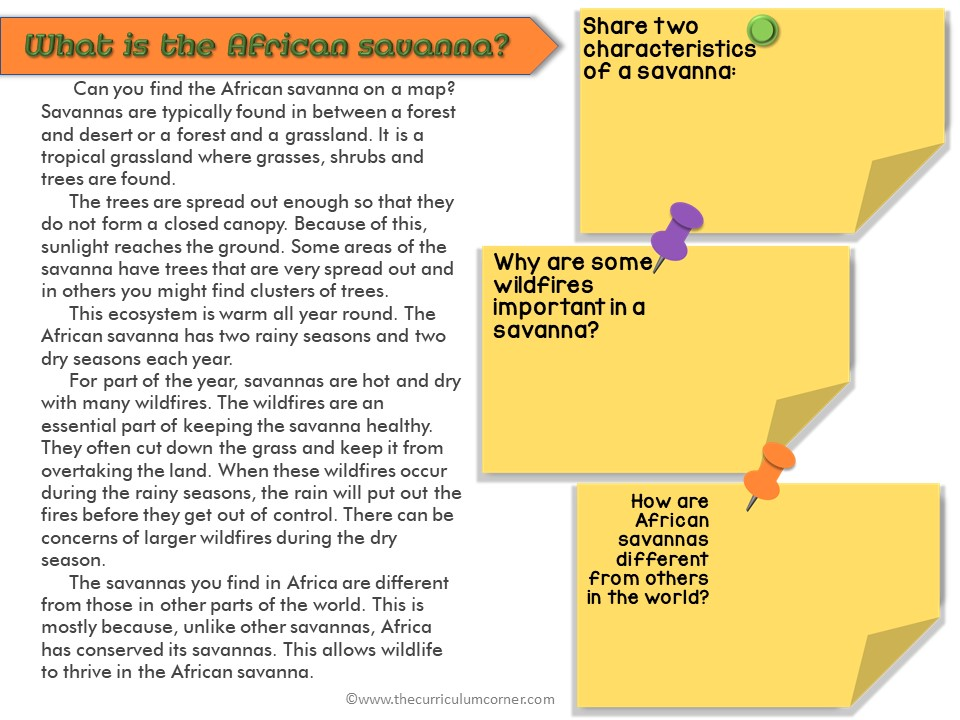 What is the African savanna?
Can you find the African savanna on a map?
Savannas are typically found in between a forest
and desert or a forest and a grassland. It is a
tropical grassland where grasses, shrubs and
trees are found.
The trees are spread out enough so that they
do not form a closed canopy. Because of this,
sunlight reaches the ground. Some areas of the
savanna have trees that are very spread out and
in others you might find clusters of trees.
This ecosystem is warm all year round. The
African savanna has two rainy seasons and two
dry seasons each year.
For part of the year, savannas are hot and dry
with many wildfires. The wildfires are an
essential part of keeping the savanna healthy.
They often cut down the grass and keep it from
overtaking the land. When these wildfires occur
during the rainy seasons, the rain will put out the
fires before they get out of control. There can be
concerns of larger wildfires during the dry
season.
The savannas you find in Africa are different
from those in other parts of the world. This is
mostly because, unlike other savannas, Africa
has conserved its savannas. This allows wildlife
to thrive in the African savanna.
Share two
characteristics
of a savanna:
Why are some
wildfires
important in a
savanna?
How are
African
savannas
different
from others
in the world?
©www.thecurriculumcorner.com